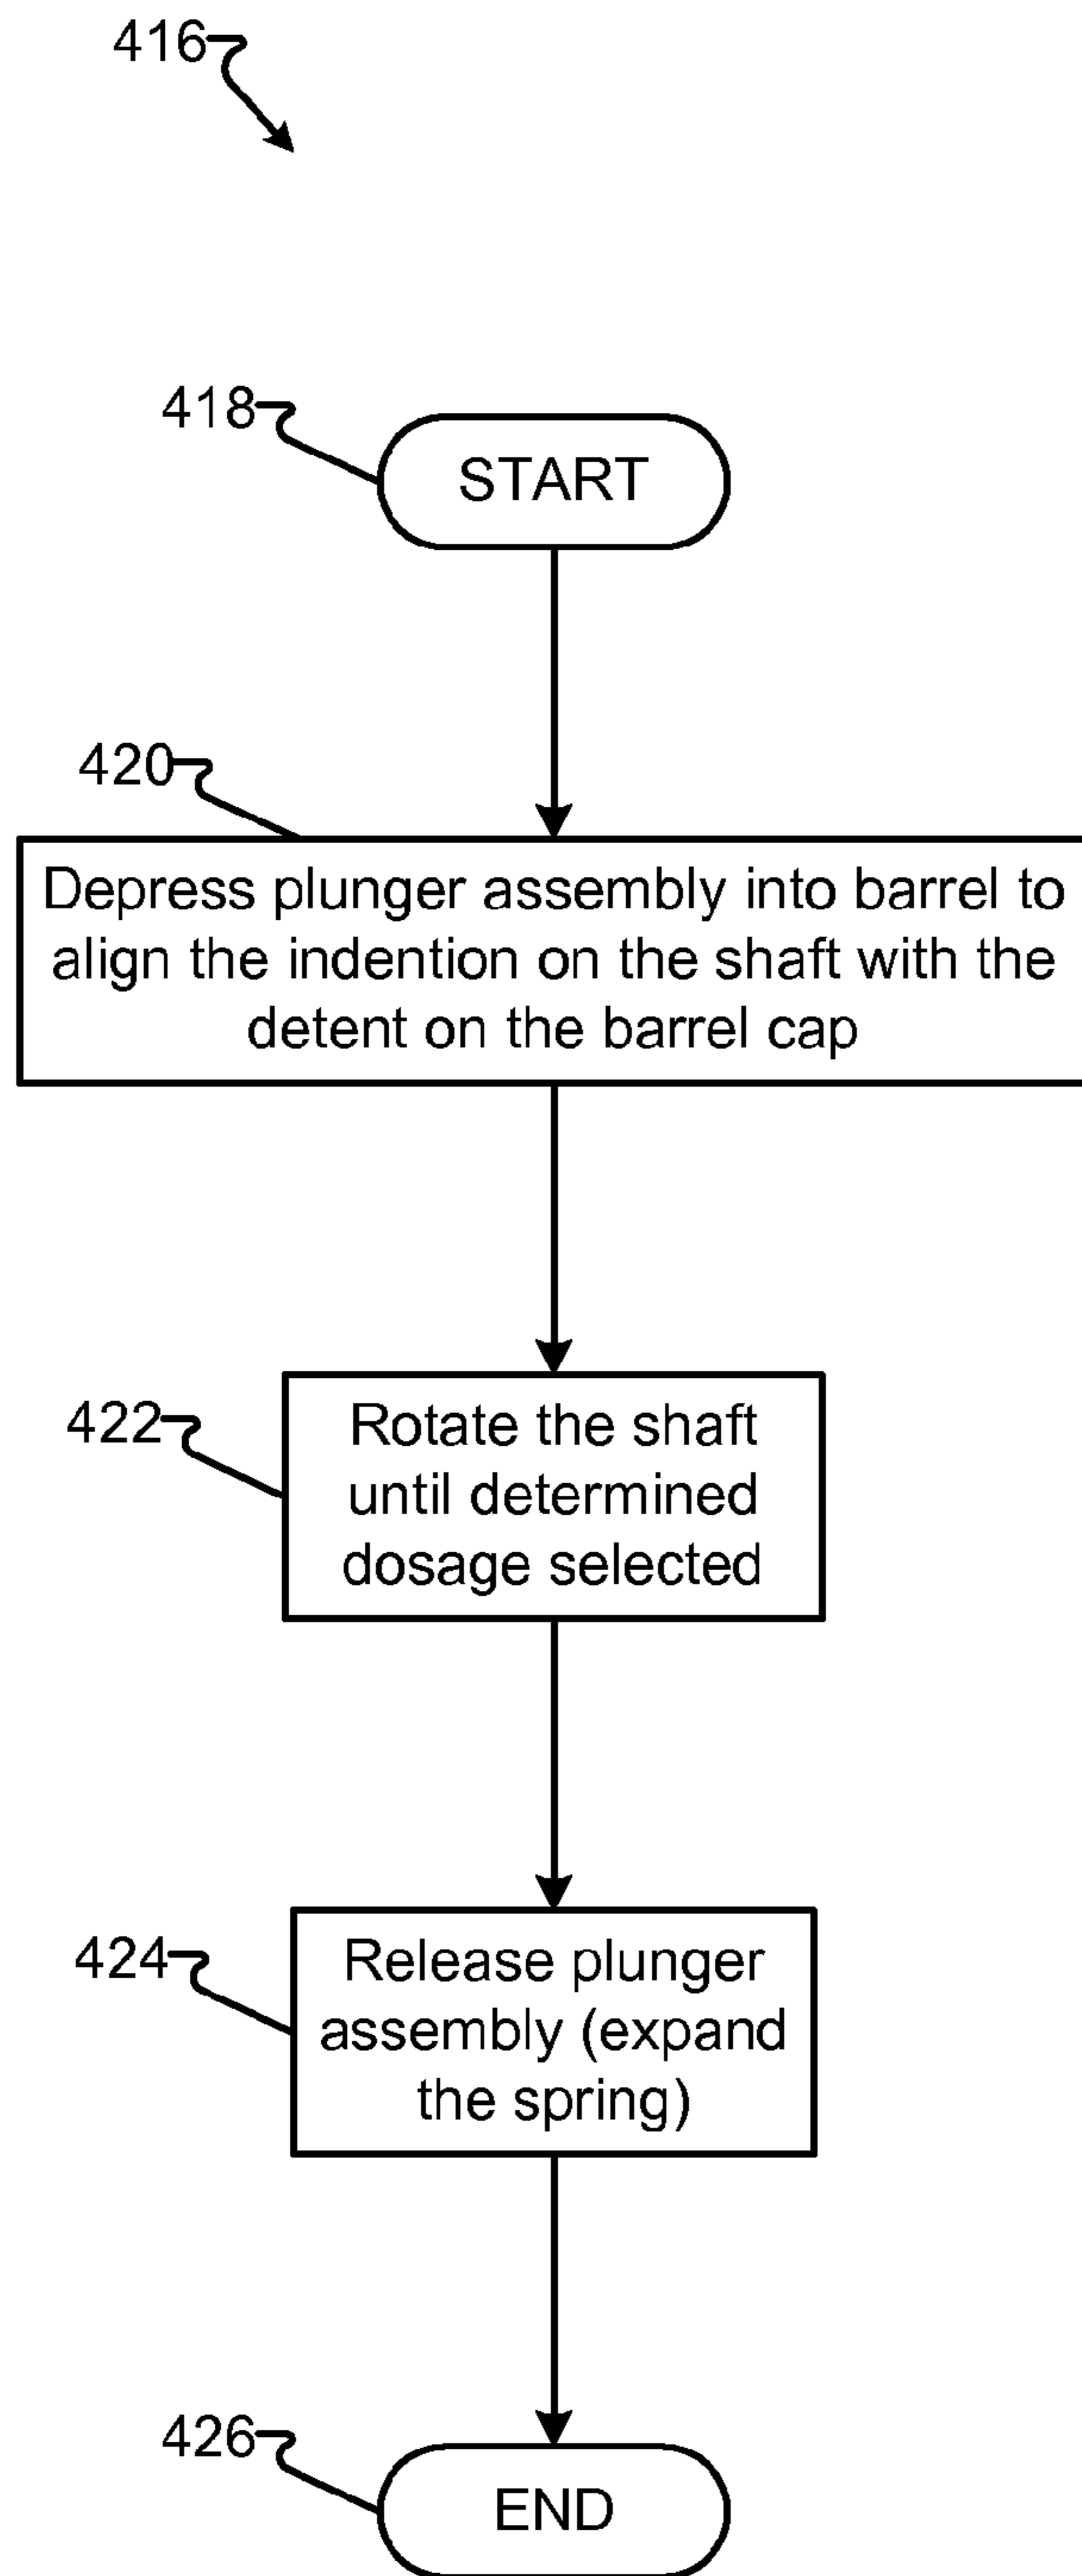 416
418
START
420
Depress plunger assembly into barrel to
align the indention on the shaft with the
detent on the barrel cap
422
Rotate the shaft
until determined
dosage selected
424
Release plunger
assembly (expand
the spring)
426
END